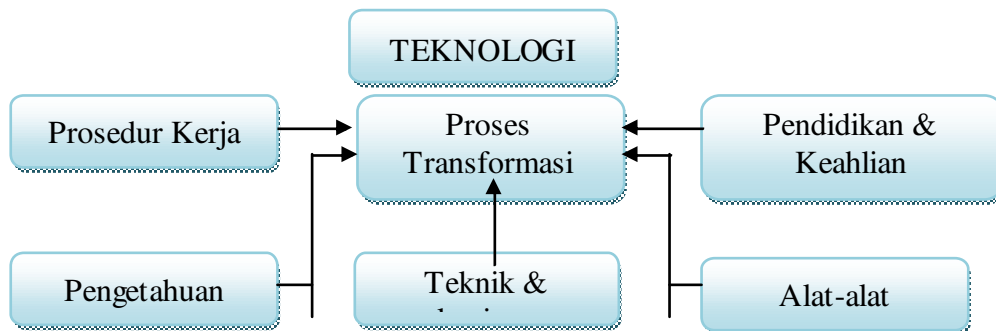 TEKNOLOGI
Prosedur Kerja
Proses
Transformasi
Pendidikan &
Keahlian
Pengetahuan
Teknik &
Alat-alat